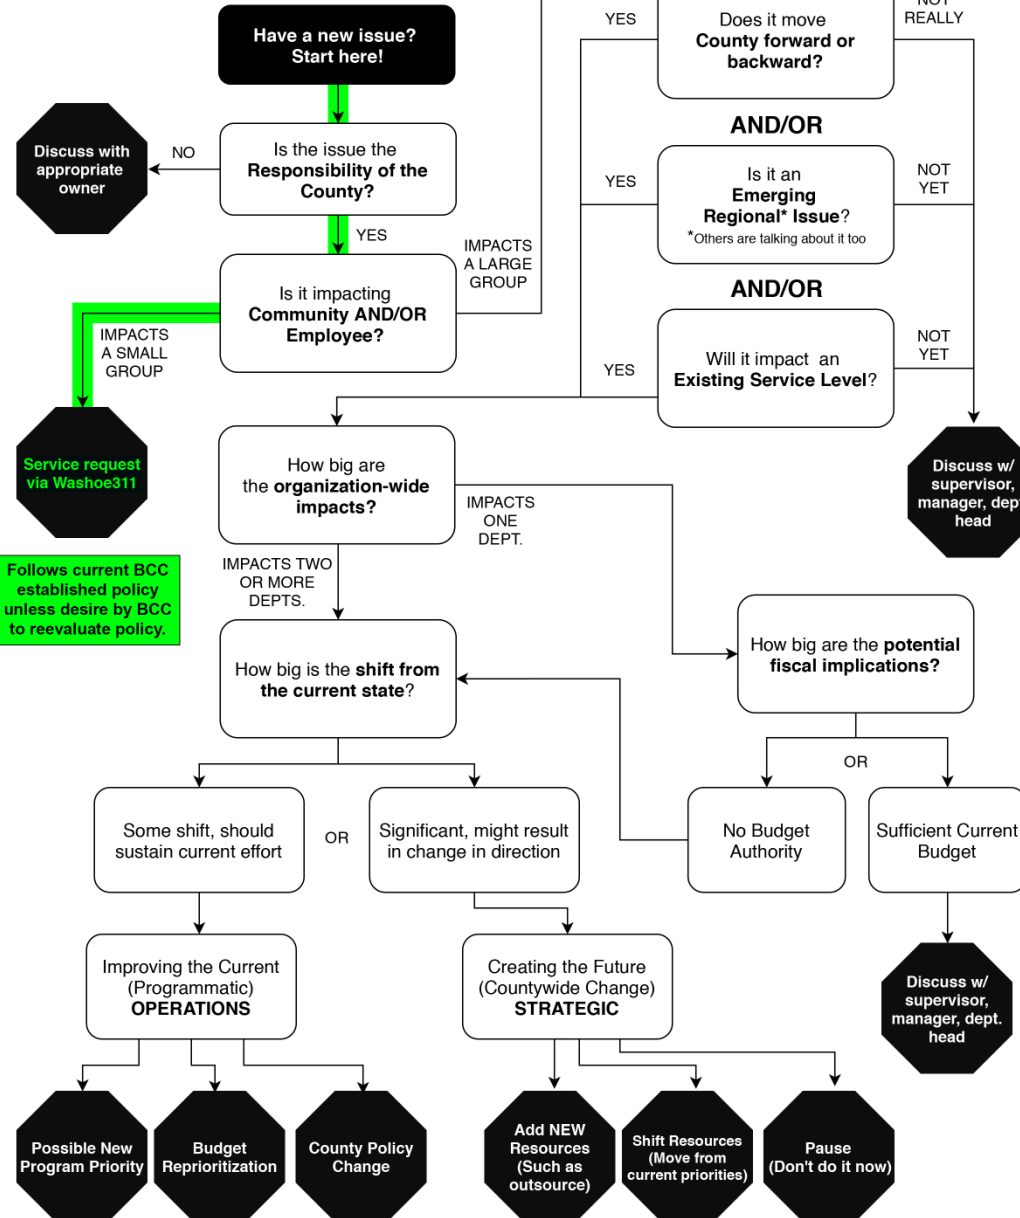 Have a new issue?
Start here!
Is the issue the
Responsibility of the
County?
NO
Discuss with
appropriate
owner
YES
Is it impacting
Community AND/OR
Employee?
IMPACTS
A LARGE
GROUP
IMPACTS
A SMALL
GROUP
Service request
via Washoe311
Follows current BCC
established policy
unless desire by BCC
to reevaluate policy.
YES
Does it move
County forward or
backward?
NOT
REALLY
AND/OR
YES
Is it an
Emerging
Regional* Issue?
*Others are talking about it too
NOT
YET
AND/OR
YES
Will it impact an
Existing Service Level?
NOT
YET
Discuss w/
supervisor,
manager, dept
head
How big are
the organization-wide
impacts?
IMPACTS
ONE
DEPT.
IMPACTS TWO
OR MORE
DEPTS.
How big is the shift from
the current state?
How big are the potential
fiscal implications?
OR
No Budget
Authority
Sufficient Current
Budget
Discuss w/
supervisor,
manager, dept.
head
Some shift, should
sustain current effort
OR
Significant, might result
in change in direction
Improving the Current
(Programmatic)
OPERATIONS
Creating the Future
(Countywide Change)
STRATEGIC
Possible New
Program Priority
Budget
Reprioritization
County Policy
Change
Add NEW
Resources
(Such as
outsource)
Shift Resources
(Move from
current priorities)
Pause
(Don't do it now)